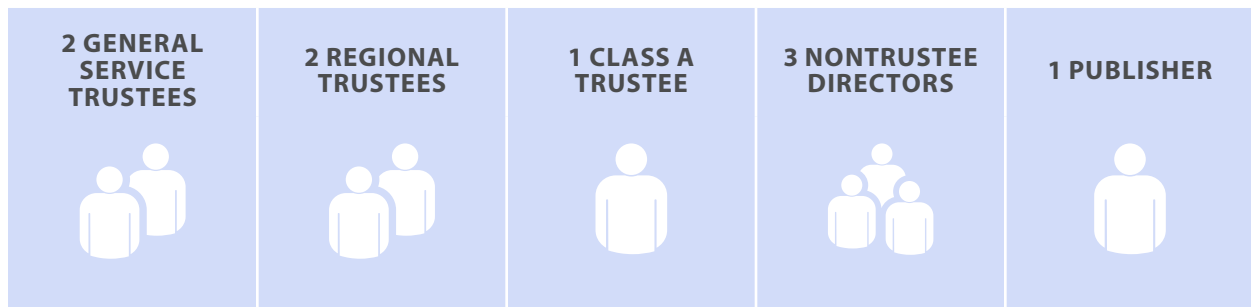 2 GENERAL
SERVICE
TRUSTEES
2 REGIONAL
TRUSTEES
1 CLASS A
TRUSTEE
3 NONTRUSTEE
DIRECTORS
1 PUBLISHER